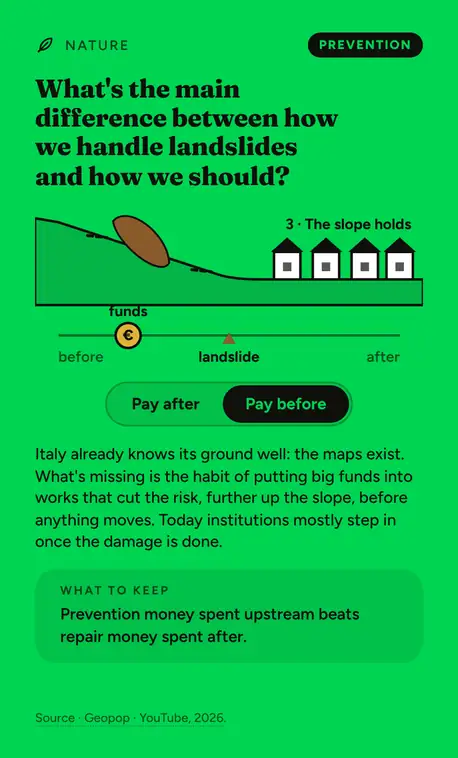 NATURE
PREVENTION
What's the main
difference between how
we handle landslides
and how we should?
3 · The slope holds
funds
€
before
landslide
after
Pay after
Pay before
Italy already knows its ground well: the maps exist.
What's missing is the habit of putting big funds into
works that cut the risk, further up the slope, before
anything moves. Today institutions mostly step in
once the damage is done.
WHAT TO KEEP
Prevention money spent upstream beats
repair money spent after.
Source · Geopop · YouTube, 2026.